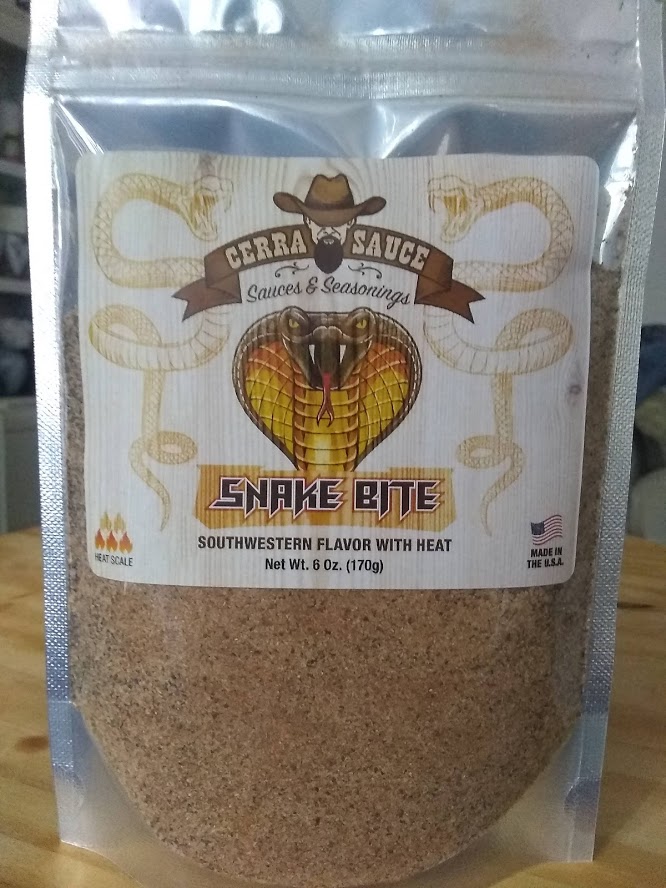 CERRA SAUCE
Sauces & Seasonings
SNAKE BITE
SOUTHWESTERN FLAVOR WITH HEAT
Net Wt. 6 Oz. (170g)
HEAT SCALE
MADE IN
THE U.S.A.